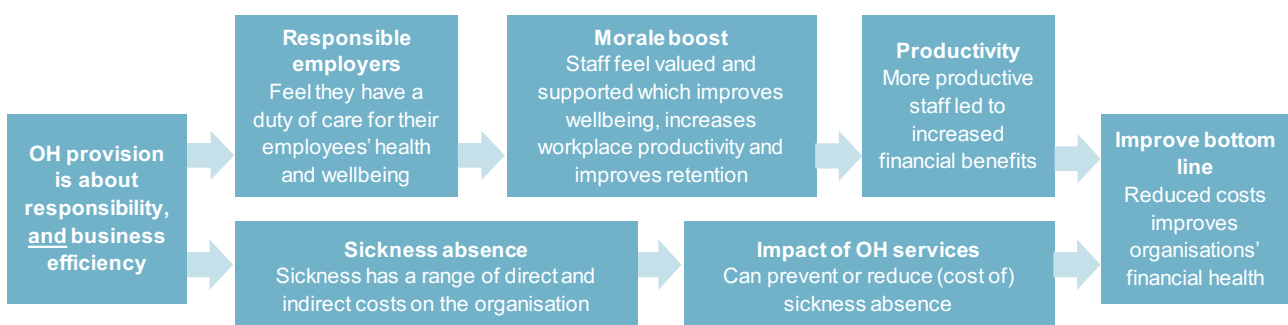 OH provision
is about
responsibility,
and business
efficiency
Responsible
employers
Feel they have a
duty of care for their
employees' health
and wellbeing
Morale boost
Staff feel valued and
supported which improves
wellbeing, increases
workplace productivity and
improves retention
Productivity
More productive
staff led to
increased
financial benefits
Sickness absence
Sickness has a range of direct and
indirect costs on the organisation
Impact of OH services
Can prevent or reduce (cost of)
sickness absence
Improve bottom
line
Reduced costs
improves
organisations'
financial health